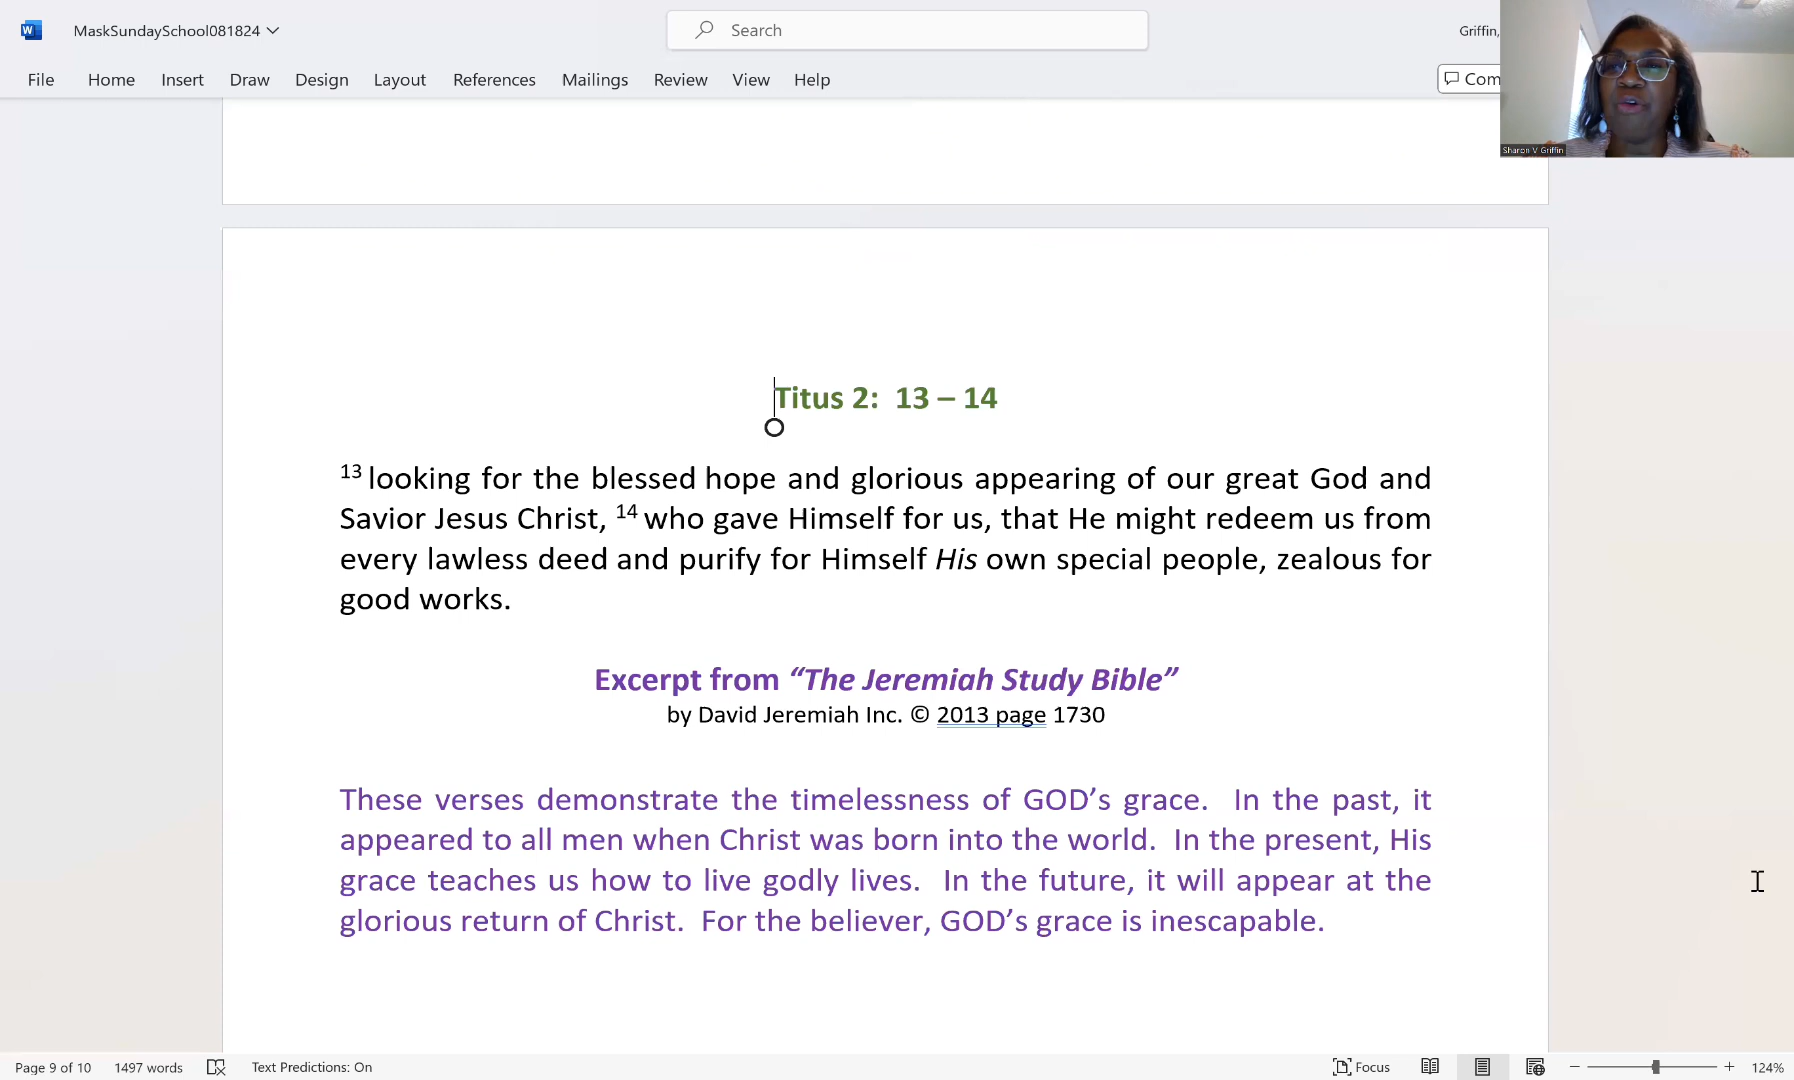 MaskSundaySchool081824
Search
Griffin,
File Home Insert Draw Design Layout References Mailings Review View Help
Com
Sharon V Griffin
Titus 2:  13 – 14
13 looking for the blessed hope and glorious appearing of our great God and
Savior Jesus Christ, 14 who gave Himself for us, that He might redeem us from
every lawless deed and purify for Himself His own special people, zealous for
good works.
Excerpt from “The Jeremiah Study Bible”
by David Jeremiah Inc. © 2013 page 1730
These verses demonstrate the timelessness of GOD’s grace.  In the past, it
appeared to all men when Christ was born into the world.  In the present, His
grace teaches us how to live godly lives.  In the future, it will appear at the
glorious return of Christ.  For the believer, GOD’s grace is inescapable.
Page 9 of 10 1497 words Text Predictions: On Focus 124%